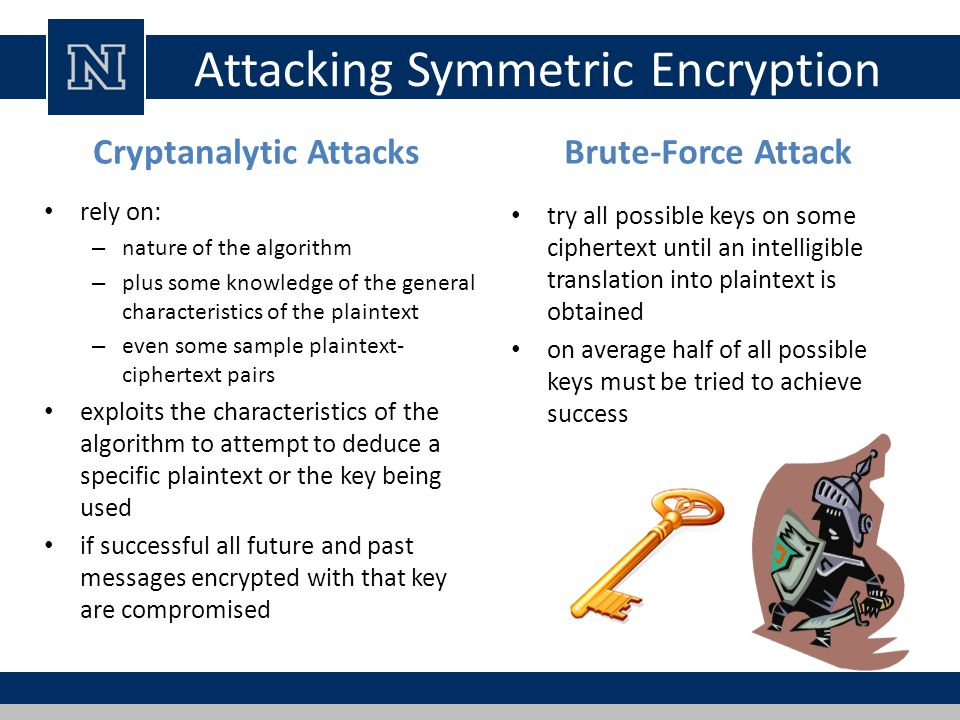 N
Attacking Symmetric Encryption
Cryptanalytic Attacks
• rely on:
– nature of the algorithm
– plus some knowledge of the general
characteristics of the plaintext
– even some sample plaintext-
ciphertext pairs
• exploits the characteristics of the
algorithm to attempt to deduce a
specific plaintext or the key being
used
• if successful all future and past
messages encrypted with that key
are compromised
Brute-Force Attack
• try all possible keys on some
ciphertext until an intelligible
translation into plaintext is
obtained
• on average half of all possible
keys must be tried to achieve
success